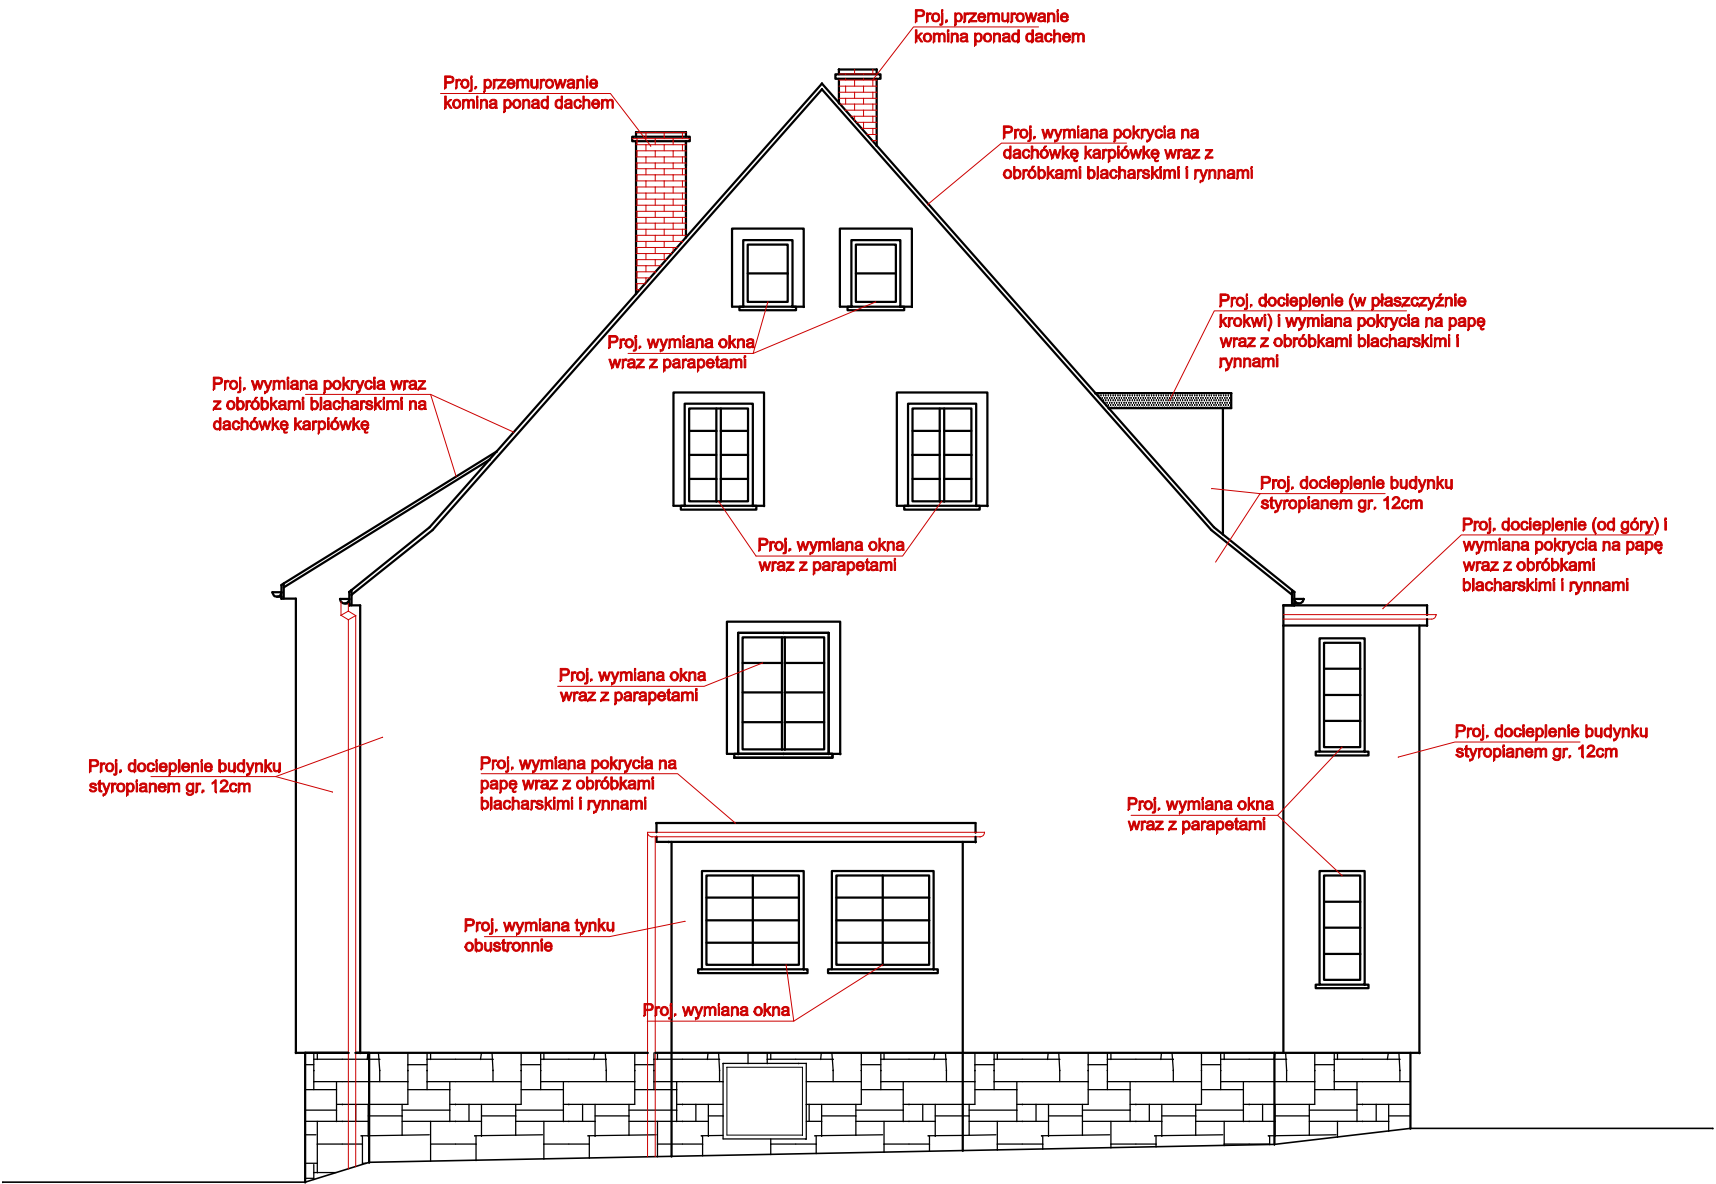 Proj. przemurowanie
komina ponad dachem
Proj. przemurowanie
komina ponad dachem
Proj. wymiana pokrycia na
dachówkę karpiówkę wraz z
obróbkami blacharskimi i rynnami
Proj. docieplenie (w płaszczyźnie
krokwi) i wymiana pokrycia na papę
wraz z obróbkami blacharskimi i
rynnami
Proj. wymiana okna
wraz z parapetami
Proj. wymiana pokrycia wraz
z obróbkami blacharskimi na
dachówkę karpiówkę
Proj. docieplenie budynku
styropianem gr. 12cm
Proj. docieplenie (od góry) i
wymiana pokrycia na papę
wraz z obróbkami
blacharskimi i rynnami
Proj. wymiana okna
wraz z parapetami
Proj. wymiana okna
wraz z parapetami
Proj. docieplenie budynku
styropianem gr. 12cm
Proj. docieplenie budynku
styropianem gr. 12cm
Proj. wymiana pokrycia na
papę wraz z obróbkami
blacharskimi i rynnami
Proj. wymiana okna
wraz z parapetami
Proj. wymiana tynku
obustronnie
Proj. wymiana okna